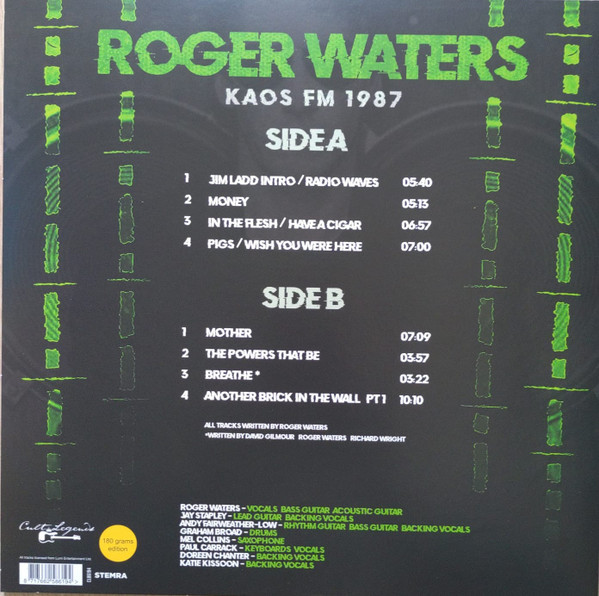 ROGER WATERS
KAOS FM 1987
SIDE A
1 JIM LADD INTRO / RADIO WAVES 05:40
2 MONEY 05:13
3 IN THE FLESH / HAVE A CIGAR 06:57
4 PIGS / WISH YOU WERE HERE 07:00
SIDE B
1 MOTHER 07:09
2 THE POWERS THAT BE 03:57
3 BREATHE * 03:22
4 ANOTHER BRICK IN THE WALL PT 1 10:10
ALL TRACKS WRITTEN BY ROGER WATERS
*WRITTEN BY DAVID GILMOUR ROGER WATERS RICHARD WRIGHT
ROGER WATERS – VOCALS BASS GUITAR ACOUSTIC GUITAR
JAY STAPLEY – LEAD GUITAR BACKING VOCALS
ANDY FAIRWEATHER-LOW – RHYTHM GUITAR BASS GUITAR BACKING VOCALS
GRAHAM BROAD – DRUMS
MEL COLLINS – SAXOPHONE
PAUL CARRACK – KEYBOARDS VOCALS
DOREEN CHANTER – BACKING VOCALS
KATIE KISSOON – BACKING VOCALS
Cult Legends
180 grams
edition
STEMRA